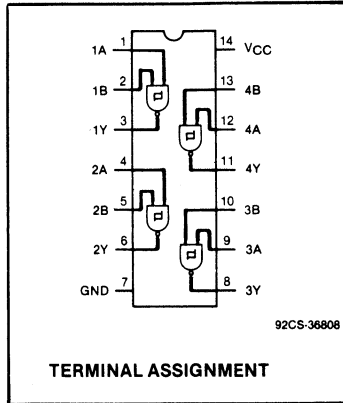 1A 1 14 VCC
1B 2 13 4B
1Y 3 12 4A
2A 4 11 4Y
2B 5 10 3B
2Y 6 9 3A
GND 7 8 3Y
92CS-36808
TERMINAL ASSIGNMENT